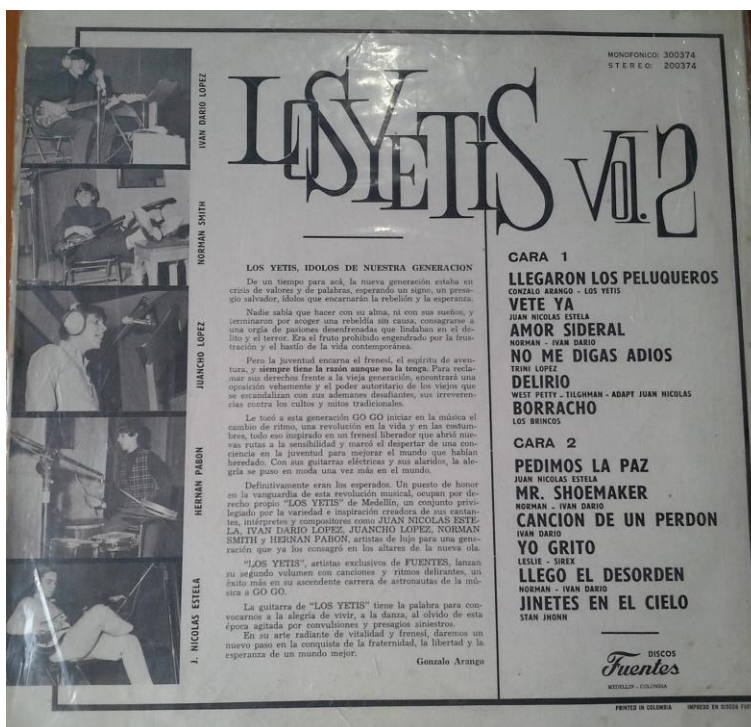 MONOFONICO: 300374
STEREO: 200374
LOS YETIS Vol. 2
IVAN DARIO LOPEZ
NORMAN SMITH
JUANCHO LOPEZ
HERNAN PABON
J. NICOLAS ESTELA
LOS YETIS, IDOLOS DE NUESTRA GENERACION
De un tiempo para acá, la nueva generación estaba en
crisis de valores y de palabras, esperando un signo, un presa-
gio salvador, ídolos que encarnarán la rebelión y la esperanza.
Nadie sabía que hacer con su alma, ni con sus sueños, y
terminaron por acoger una rebeldía sin causa, consagrarse a
una orgía de pasiones desenfrenadas que lindaban en el de-
lito y el terror. Era el fruto prohibido engendrado por la frus-
tración y el hastío de la vida contemporánea.
Pero la juventud encarna el frenesí, el espíritu de aven-
tura, y siempre tiene la razón aunque no la tenga. Para recla-
mar sus derechos frente a la vieja generación, encontrará una
oposición vehemente y el poder autoritario de los viejos que
se escandalizan con sus ademanes desafiantes, sus irreveren-
cias contra los cultos y mitos tradicionales.
Le tocó a esta generación GO GO iniciar en la música el
cambio de ritmo, una revolución en la vida y en las costum-
bres, todo eso inspirado en un frenesí liberador que abrió nue-
vas rutas a la sensibilidad y marcó el despertar de una con-
ciencia en la juventud para mejorar el mundo que habían
heredado. Con sus guitarras eléctricas y sus alaridos, la ale-
gría se puso en moda una vez más en el mundo.
Definitivamente eran los esperados. Un puesto de honor
en la vanguardia de esta revolución musical, ocupan por de-
recho propio "LOS YETIS" de Medellín, un conjunto privi-
legiado por la variedad e inspiración creadora de sus cantan-
tes, intérpretes y compositores como JUAN NICOLAS ESTE-
LA, IVAN DARIO LOPEZ, JUANCHO LOPEZ, NORMAN
SMITH y HERNAN PABON, artistas de lujo para una gene-
ración que ya los consagró en los altares de la nueva ola.
"LOS YETIS", artistas exclusivos de FUENTES, lanzan
su segundo volumen con canciones y ritmos delirantes, un
éxito más en su ascendente carrera de astronautas de la mú-
sica a GO GO.
La guitarra de "LOS YETIS" tiene la palabra para con-
vocarnos a la alegría de vivir, a la danza, al olvido de esta
época agitada por convulsiones y presagios siniestros.
En su arte radiante de vitalidad y frenesí, daremos un
nuevo paso en la conquista de la fraternidad, la libertad y la
esperanza de un mundo mejor.
Gonzalo Arango
CARA 1
LLEGARON LOS PELUQUEROS
GONZALO ARANGO - LOS YETIS
VETE YA
JUAN NICOLAS ESTELA
AMOR SIDERAL
NORMAN - IVAN DARIO
NO ME DIGAS ADIOS
TRINI LOPEZ
DELIRIO
WEST PETTY - TILGHMAN - ADAPT JUAN NICOLAS
BORRACHO
LOS BRINCOS
CARA 2
PEDIMOS LA PAZ
JUAN NICOLAS ESTELA
MR. SHOEMAKER
NORMAN - IVAN DARIO
CANCION DE UN PERDON
IVAN DARIO
YO GRITO
LESLIE - SIREX
LLEGO EL DESORDEN
NORMAN - IVAN DARIO
JINETES EN EL CIELO
STAN JHONN
DISCOS
Fuentes
MEDELLIN - COLOMBIA
PRINTED IN COLOMBIA IMPRESO EN DISCOS